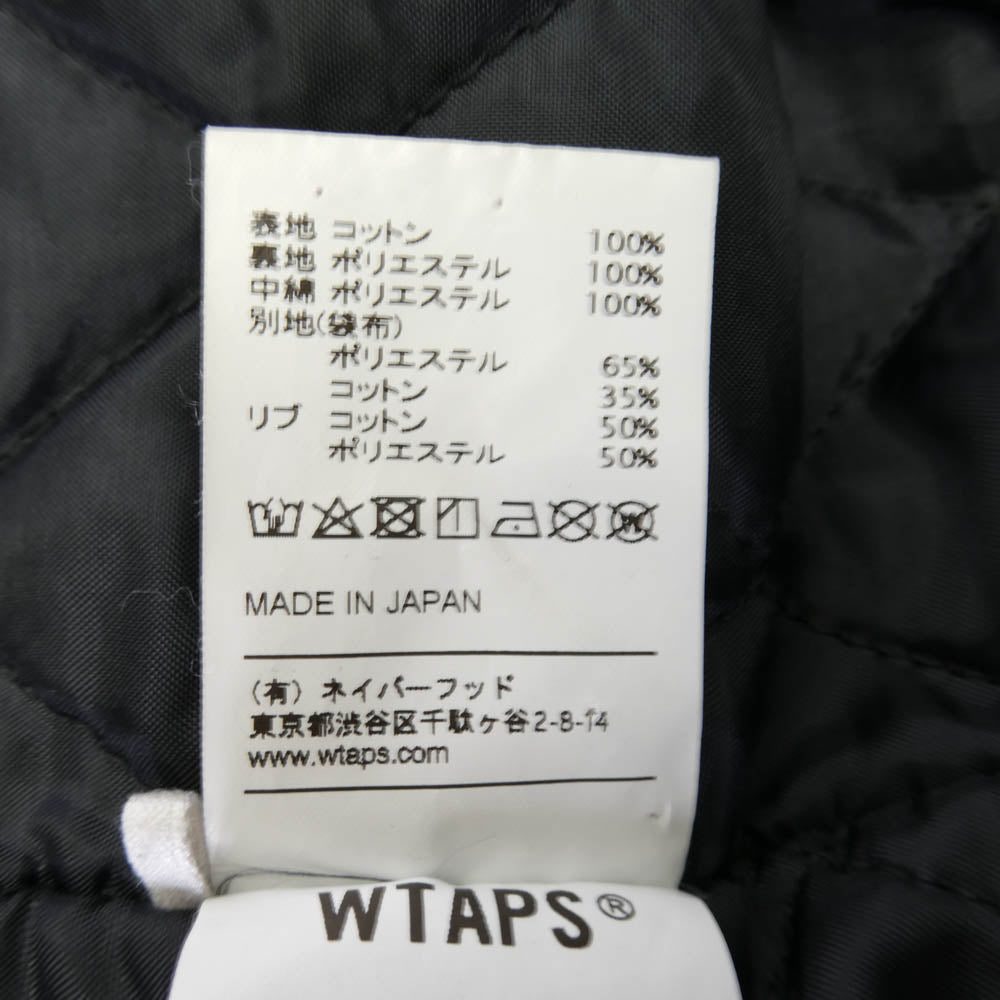 表地 コットン 100%
裏地 ポリエステル 100%
中綿 ポリエステル 100%
別地(袋布)
ポリエステル 65%
コットン 35%
リブ コットン 50%
ポリエステル 50%
MADE IN JAPAN
(有) ネイバーフッド
東京都渋谷区千駄ヶ谷2-8-14
www.wtaps.com
WTAPS®